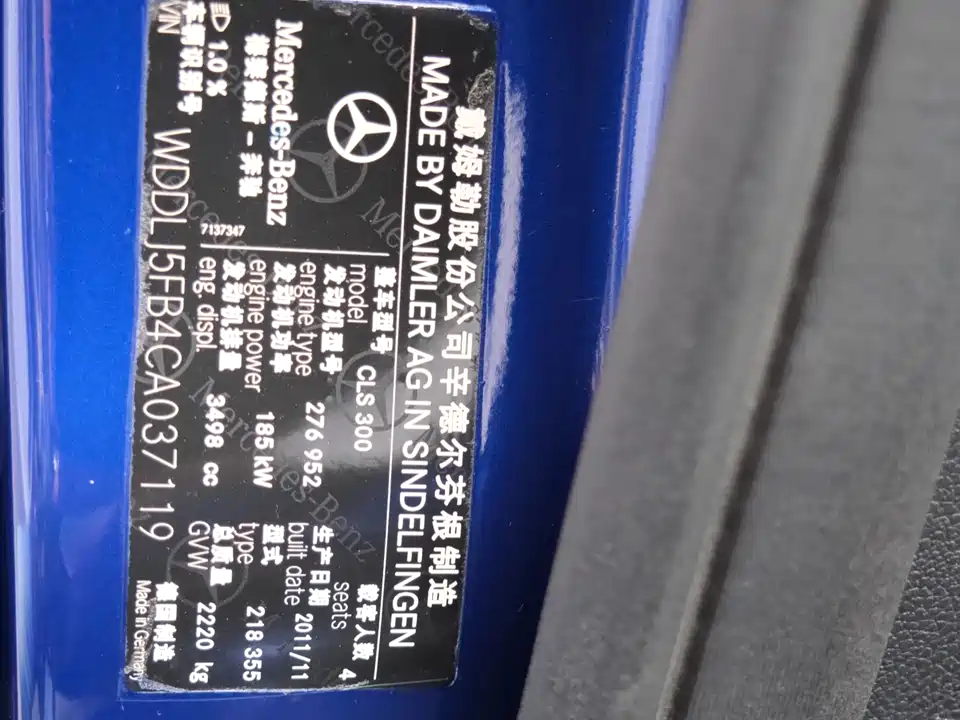 戴姆勒股份公司辛德尔芬根制造
MADE BY DAIMLER AG IN SINDELFINGEN
Mercedes-Benz
梅赛德斯-奔驰
1.0 %
7137347
整车型号
model CLS 300
发动机型号
engine type 276 952
发动机功率
engine power 185 kW
发动机排量
eng. displ. 3498 cc
载客人数
seats 4
生产日期
built date 2011/11
型式
type 218 355
总质量
GVW 2220 kg
车辆识别号
VIN WDDLJ5FB4CA037119
德国制造
Made in Germany